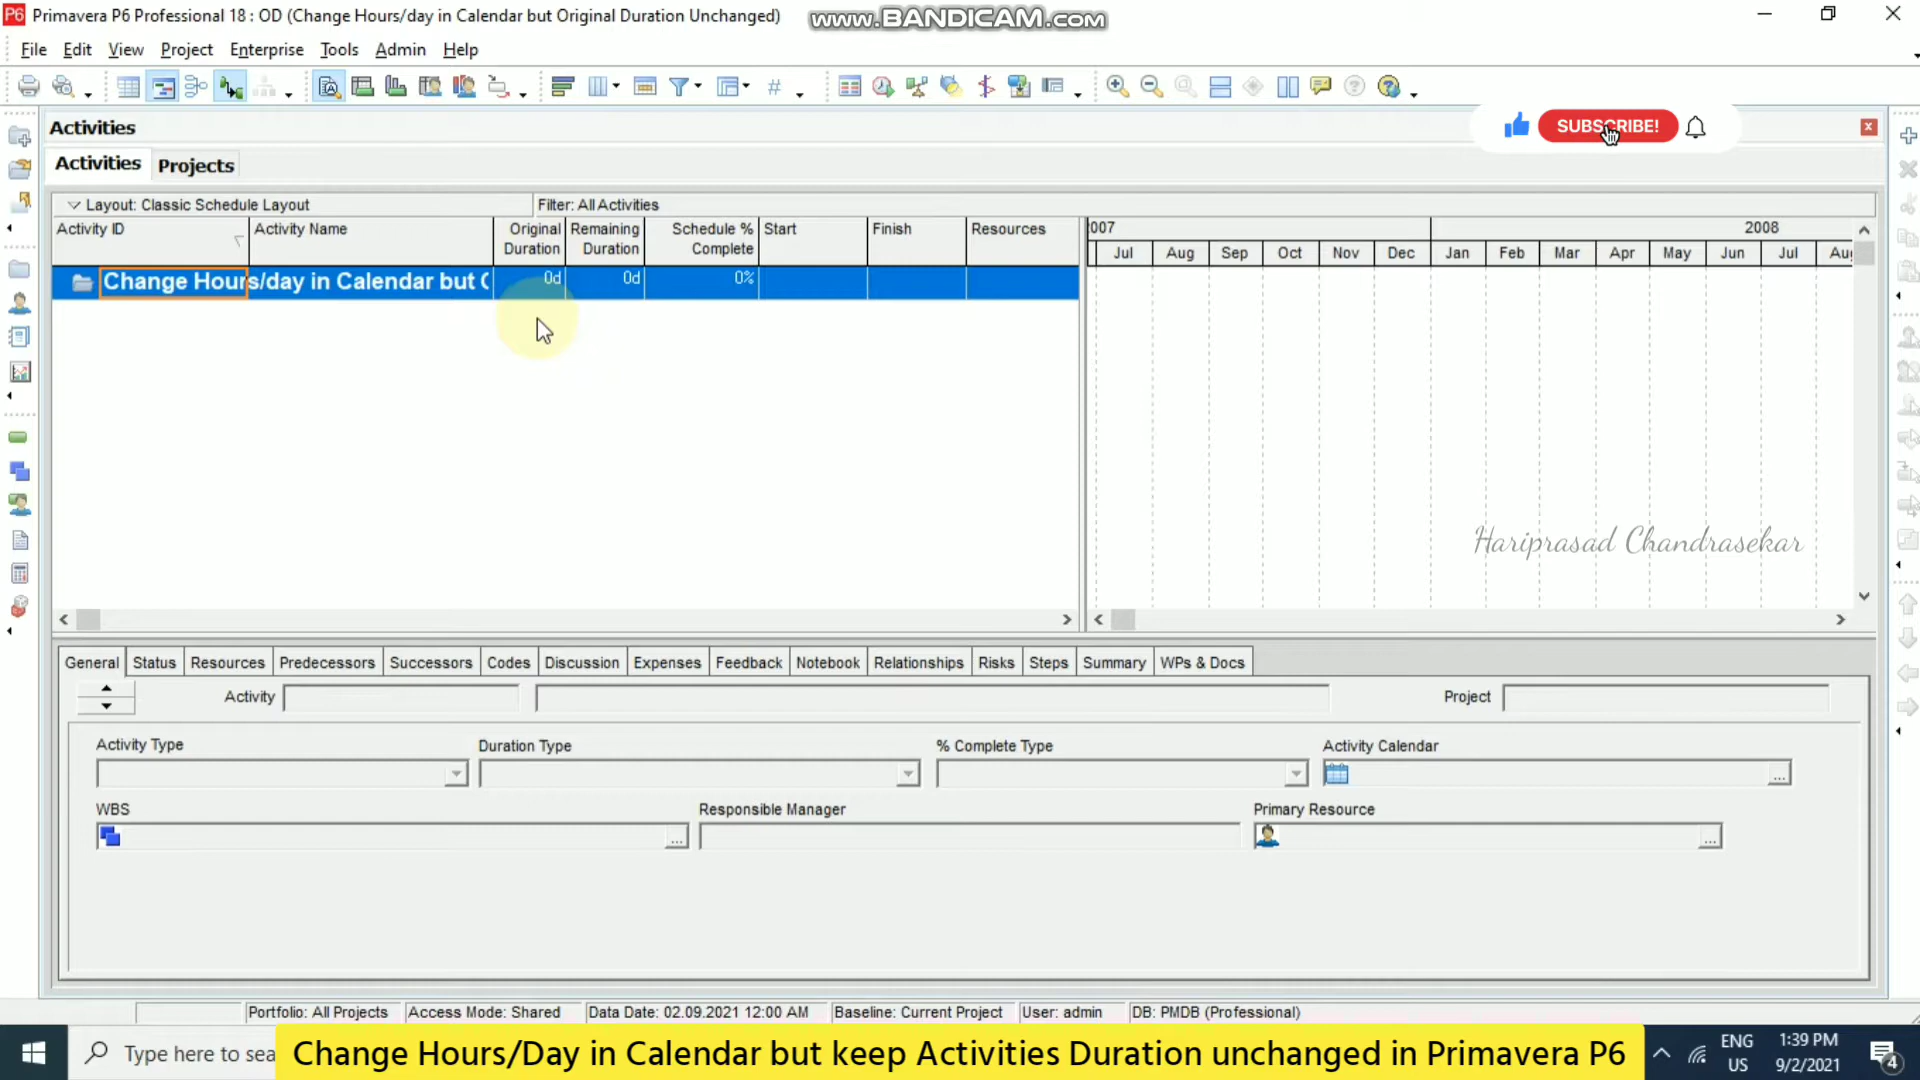 Primavera P6 Professional 18 : OD (Change Hours/day in Calendar but Original Duration Unchanged)
www.BANDICAM.com
File Edit View Project Enterprise Tools Admin Help
Activities
SUBSCRIBE!
Activities Projects
Layout: Classic Schedule Layout Filter: All Activities
Activity ID Activity Name Original Duration Remaining Duration Schedule % Complete Start Finish Resources
2008
Jul Aug Sep Oct Nov Dec Jan Feb Mar Apr May Jun Jul
Change Hours/day in Calendar but 0d 0d 0%
Hariprasad Chandrasekar
General Status Resources Predecessors Successors Codes Discussion Expenses Feedback Notebook Relationships Risks Steps Summary WPs & Docs
Activity Project
Activity Type Duration Type % Complete Type Activity Calendar
WBS Responsible Manager Primary Resource
Portfolio: All Projects Access Mode: Shared Data Date: 02.09.2021 12:00 AM Baseline: Current Project User: admin DB: PMDB (Professional)
Type here to sea
Change Hours/Day in Calendar but keep Activities Duration unchanged in Primavera P6
ENG
US
1:39 PM
9/2/2021
4